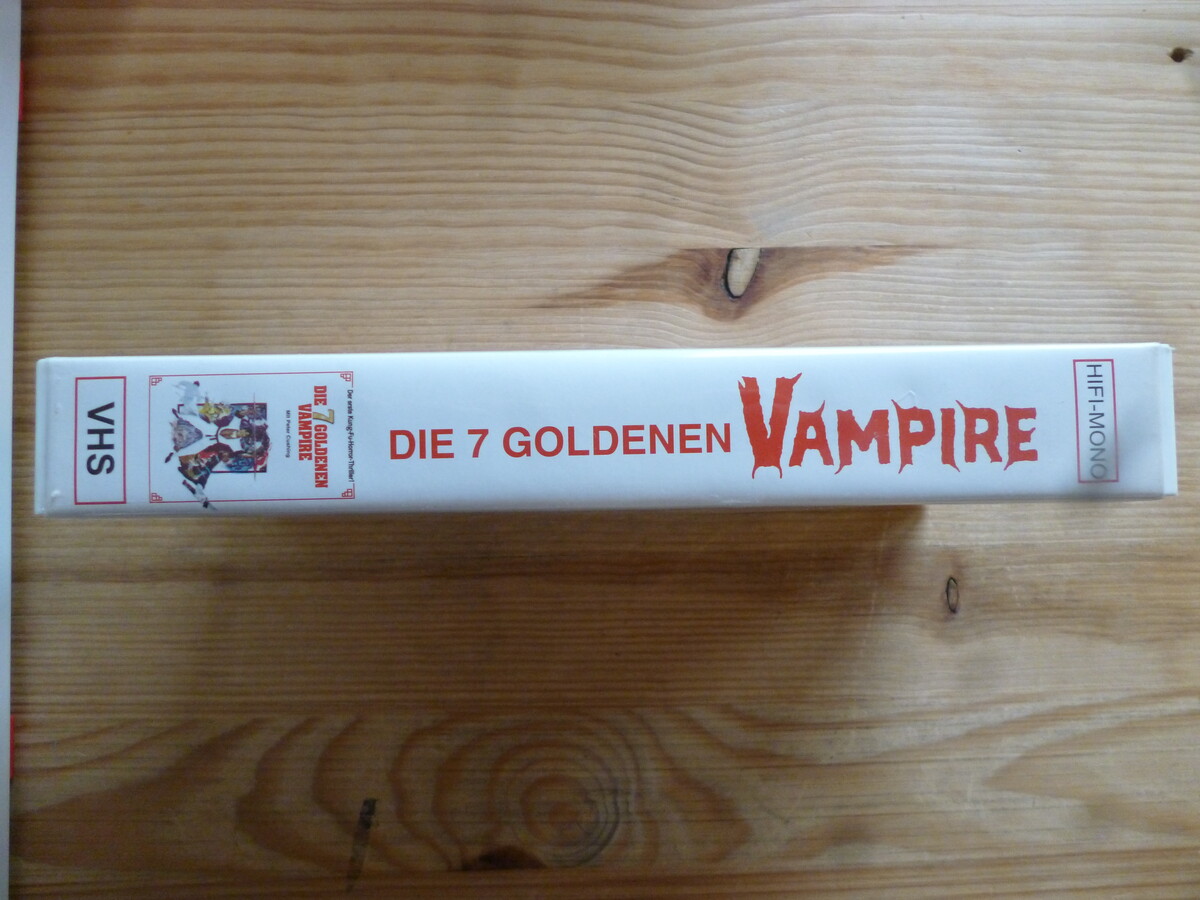 VHS
Der erste Kung-Fu-Horror-Thriller!
DIE 7 GOLDENEN
VAMPIRE
Mit Peter Cushing
DIE 7 GOLDENEN VAMPIRE
HIFI-MONO